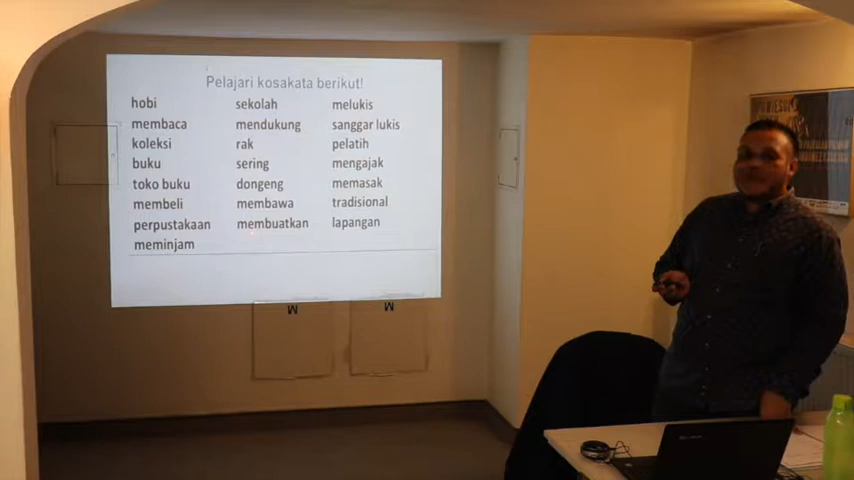 Pelajari kosakata berikut!
hobi
membaca
koleksi
buku
toko buku
membeli
perpustakaan
meminjam
sekolah
mendukung
rak
sering
dongeng
membawa
membuatkan
melukis
sanggar lukis
pelatih
mengajak
memasak
tradisional
lapangan
M
M